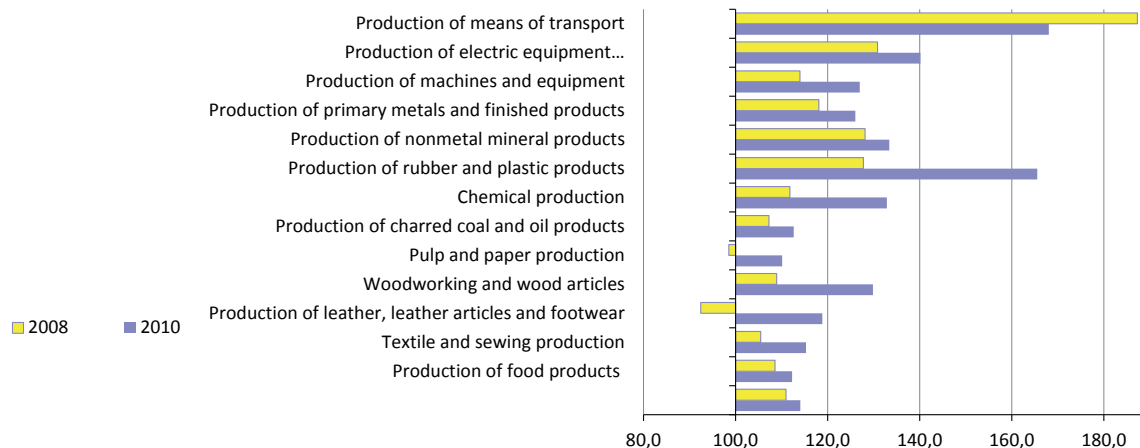 Production of means of transport
Production of electric equipment…
Production of machines and equipment
Production of primary metals and finished products
Production of nonmetal mineral products
Production of rubber and plastic products
Chemical production
Production of charred coal and oil products
Pulp and paper production
Woodworking and wood articles
Production of leather, leather articles and footwear
2008 2010
Textile and sewing production
Production of food products
80,0 100,0 120,0 140,0 160,0 180,0